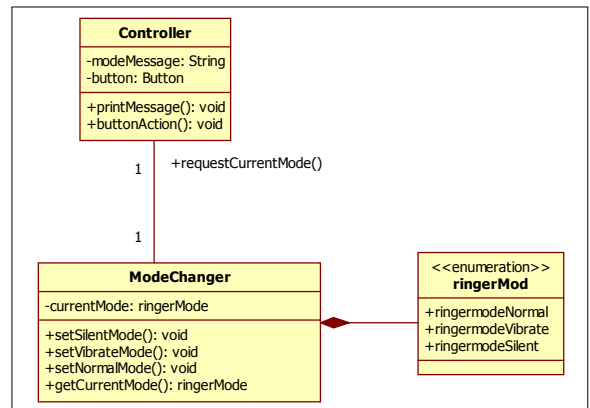 Controller
-modeMessage: String
-button: Button
+printMessage(): void
+buttonAction(): void
1
+requestCurrentMode()
1
ModeChanger
-currentMode: ringerMode
+setSilentMode(): void
+setVibrateMode(): void
+setNormalMode(): void
+getCurrentMode(): ringerMode
<<enumeration>>
ringerMod
+ringermodeNormal
+ringermodeVibrate
+ringermodeSilent